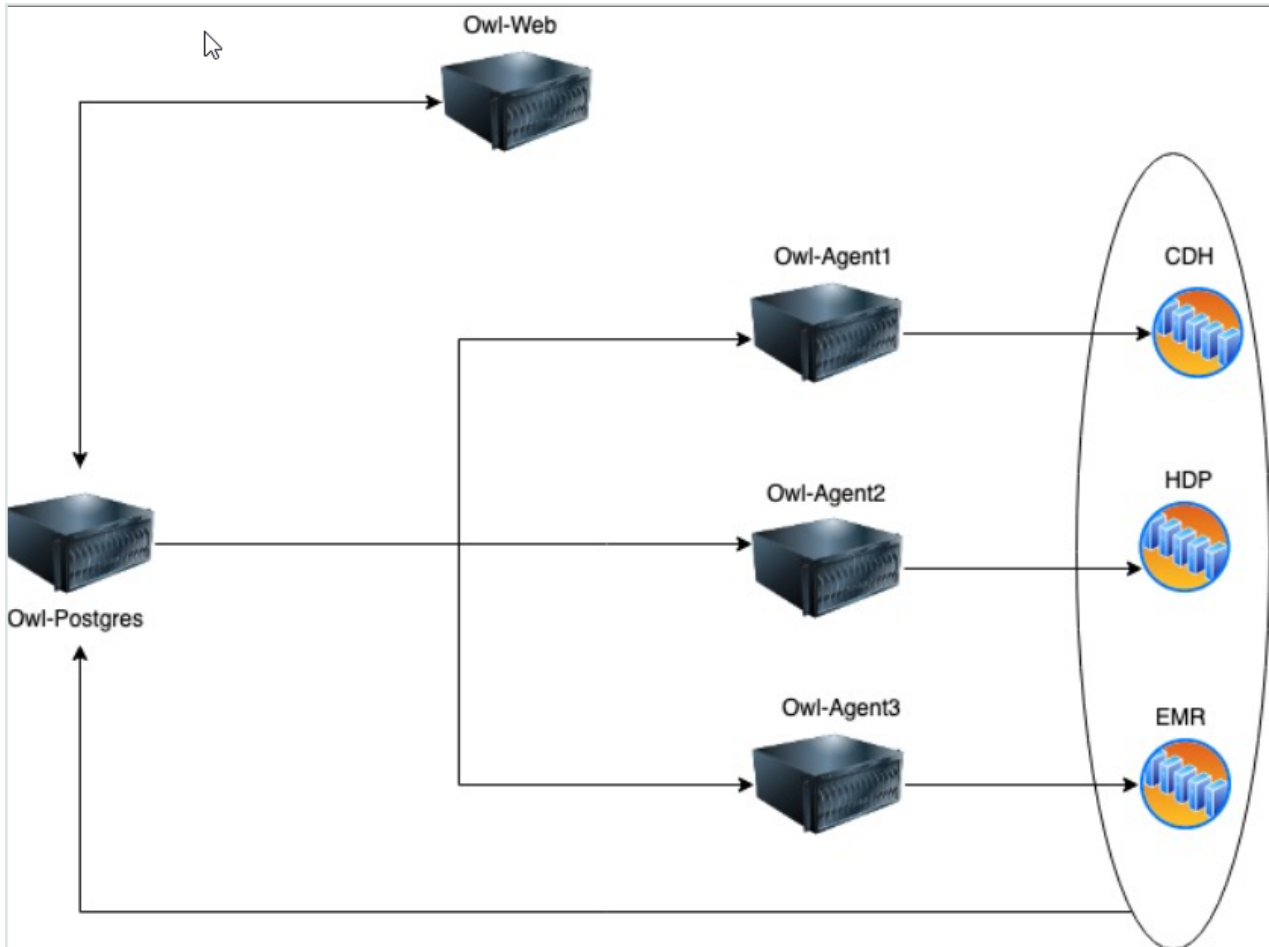 Owl-Web
Owl-Agent1
CDH
Owl-Agent2
HDP
Owl-Postgres
Owl-Agent3
EMR